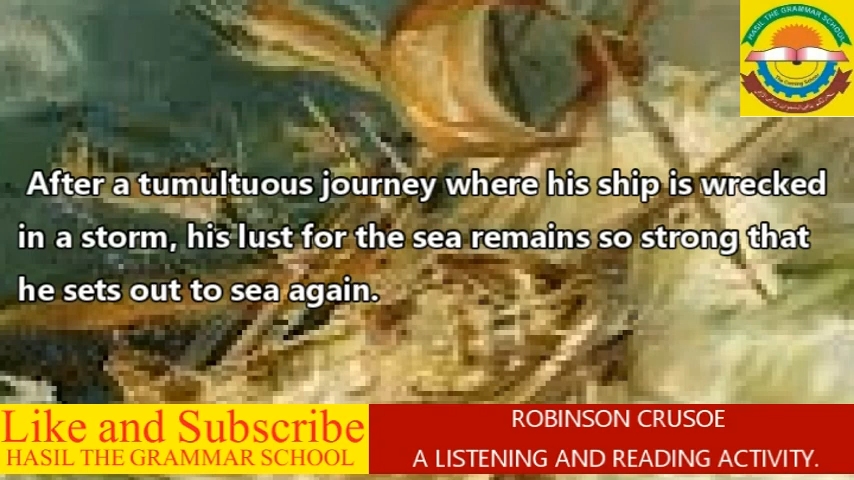 HASIL THE GRAMMAR SCHOOL
After a tumultuous journey where his ship is wrecked
in a storm, his lust for the sea remains so strong that
he sets out to sea again.
Like and Subscribe
HASIL THE GRAMMAR SCHOOL
ROBINSON CRUSOE
A LISTENING AND READING ACTIVITY.